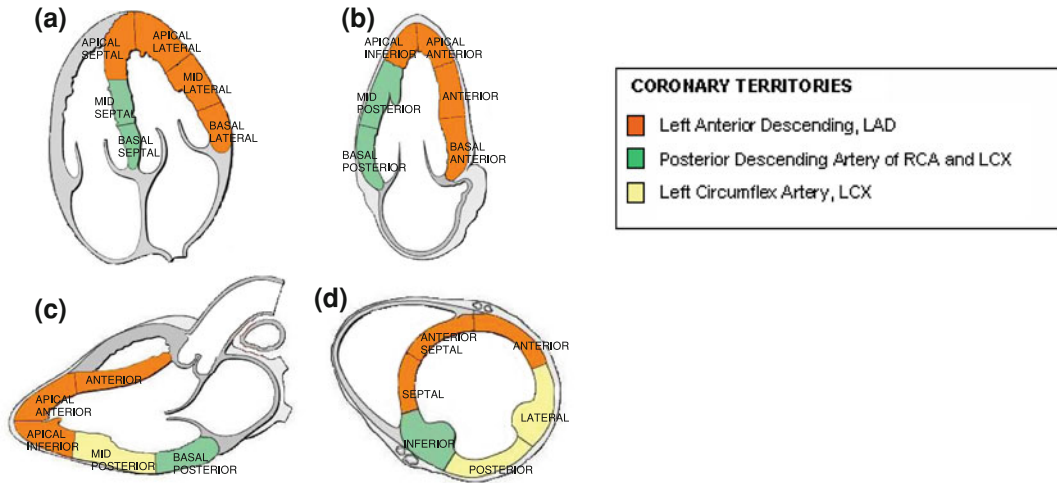 (a)
APICAL
SEPTAL
APICAL
LATERAL
MID
LATERAL
MID
SEPTAL
BASAL
LATERAL
BASAL
SEPTAL
(b)
APICAL
INFERIOR
APICAL
ANTERIOR
MID
POSTERIOR
ANTERIOR
BASAL
POSTERIOR
BASAL
ANTERIOR
CORONARY TERRITORIES
Left Anterior Descending, LAD
Posterior Descending Artery of RCA and LCX
Left Circumflex Artery, LCX
(c)
ANTERIOR
APICAL
ANTERIOR
APICAL
INFERIOR
MID
POSTERIOR
BASAL
POSTERIOR
(d)
ANTERIOR
SEPTAL
ANTERIOR
SEPTAL
LATERAL
INFERIOR
POSTERIOR